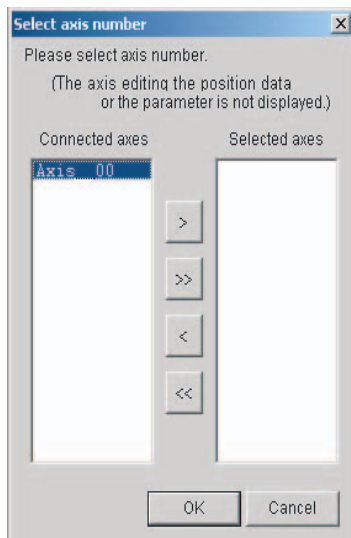 Select axis number
Please select axis number.
(The axis editing the position data
or the parameter is not displayed.)
Connected axes Selected axes
Axis 00
>
>>
<
<<
OK Cancel